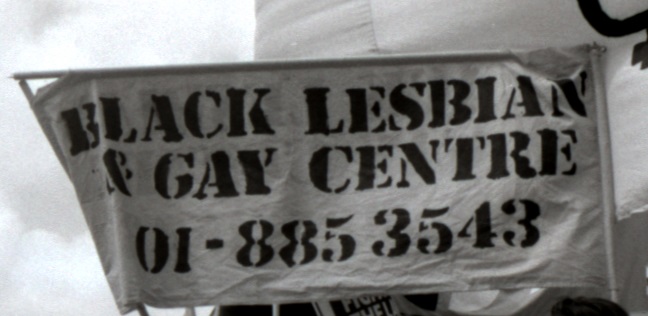 BLACK LESBIAN
& GAY CENTRE
01-885 3543